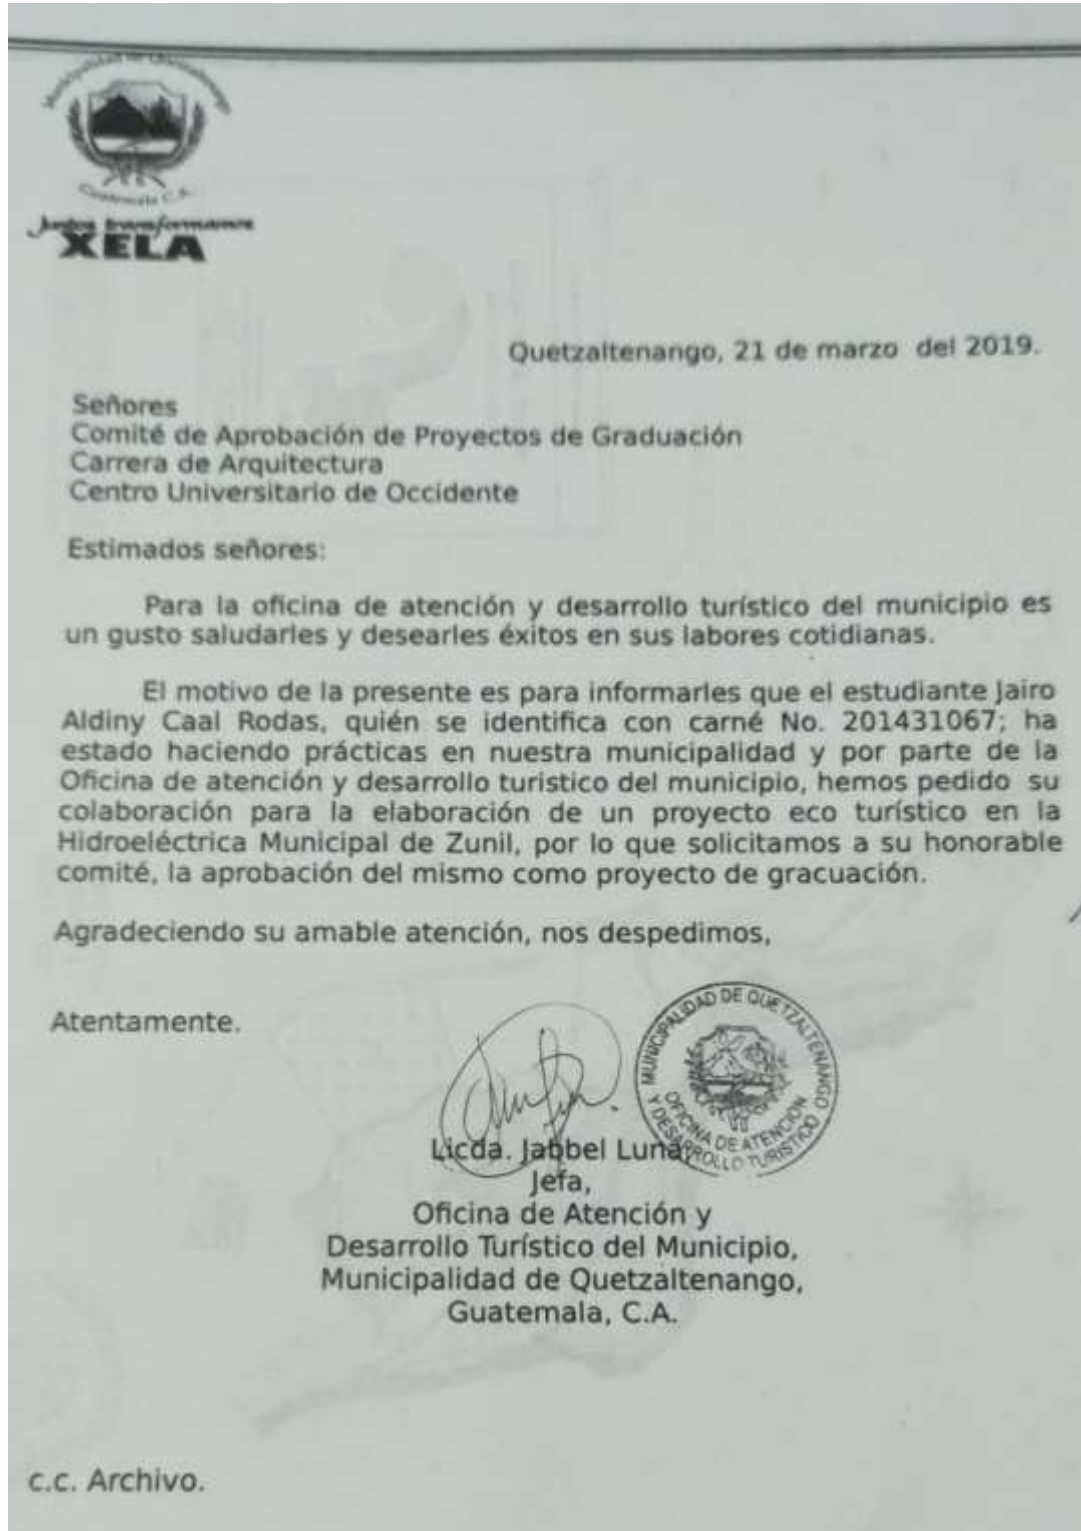 Municipalidad de Quetzaltenango
Guatemala C.A.
Juntos transformamos
XELA
Quetzaltenango, 21 de marzo  del 2019.
Señores
Comité de Aprobación de Proyectos de Graduación
Carrera de Arquitectura
Centro Universitario de Occidente
Estimados señores:
Para la oficina de atención y desarrollo turístico del municipio es
un gusto saludarles y desearles éxitos en sus labores cotidianas.
El motivo de la presente es para informarles que el estudiante Jairo
Aldiny Caal Rodas, quién se identifica con carné No. 201431067; ha
estado haciendo prácticas en nuestra municipalidad y por parte de la
Oficina de atención y desarrollo turistico del municipio, hemos pedido  su
colaboración para la elaboración de un proyecto eco turístico en la
Hidroeléctrica Municipal de Zunil, por lo que solicitamos a su honorable
comité, la aprobación del mismo como proyecto de gracuación.
Agradeciendo su amable atención, nos despedimos,
Atentamente.
MUNICIPALIDAD DE QUETZALTENANGO
OFICINA DE ATENCIÓN
Y DESARROLLO TURISTICO
Licda. Jabbel Luna,
Jefa,
Oficina de Atención y
Desarrollo Turístico del Municipio,
Municipalidad de Quetzaltenango,
Guatemala, C.A.
c.c. Archivo.